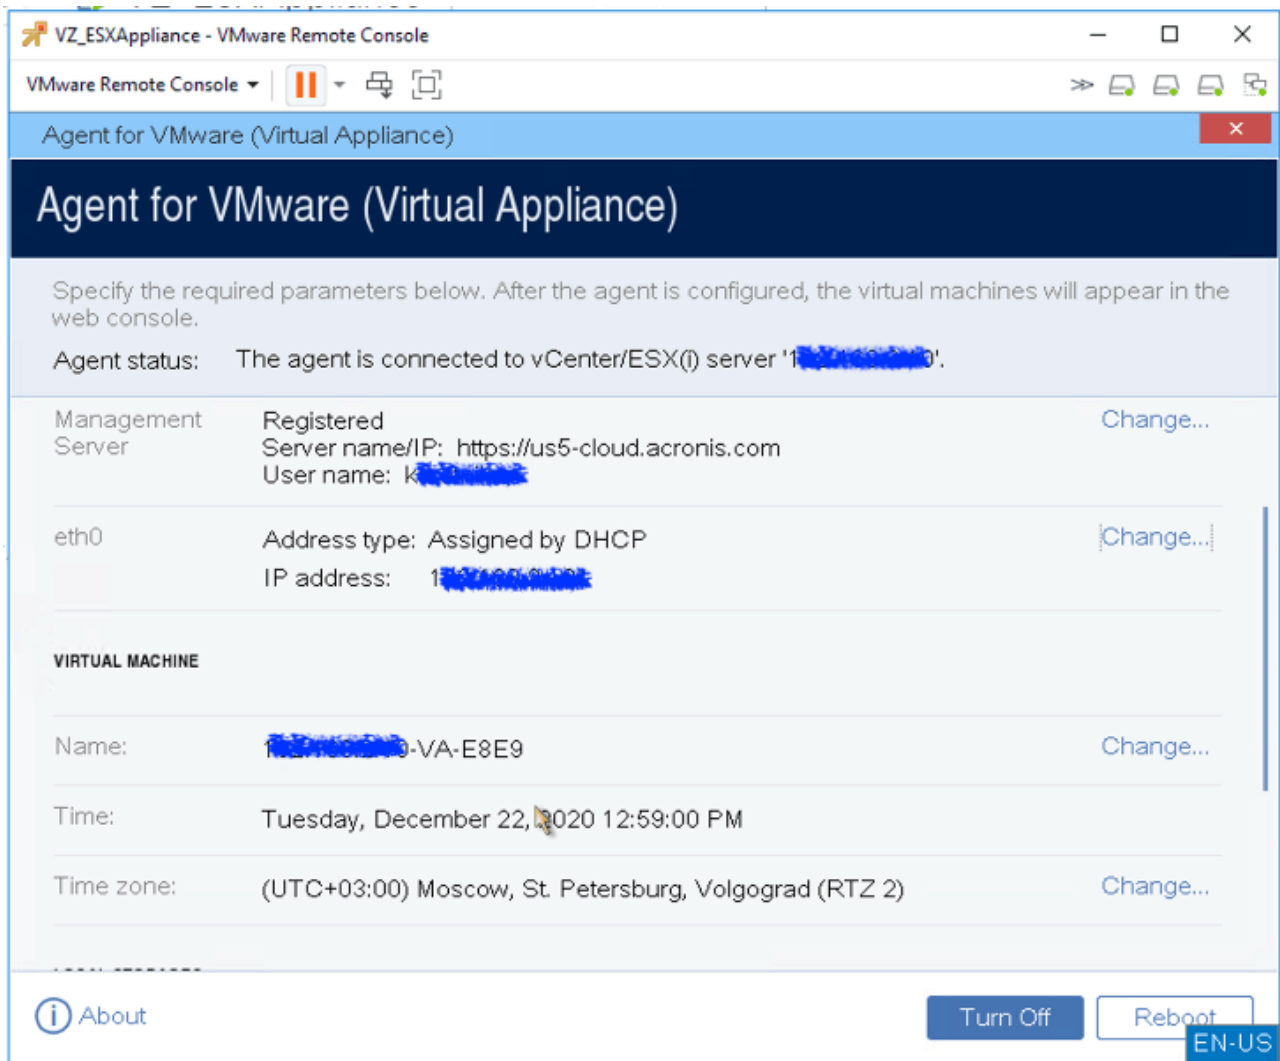 VZ_ESXAppliance - VMware Remote Console
VMware Remote Console
Agent for VMware (Virtual Appliance)
Agent for VMware (Virtual Appliance)
Specify the required parameters below. After the agent is configured, the virtual machines will appear in the
web console.
Agent status: The agent is connected to vCenter/ESX(i) server '1 0'.
Management Server
Registered
Change...
Server name/IP: https://us5-cloud.acronis.com
User name: k
eth0
Address type: Assigned by DHCP
Change...
IP address: 1
VIRTUAL MACHINE
Name: -VA-E8E9 Change...
Time: Tuesday, December 22, 2020 12:59:00 PM
Time zone: (UTC+03:00) Moscow, St. Petersburg, Volgograd (RTZ 2) Change...
About
Turn Off
Reboot
EN-US